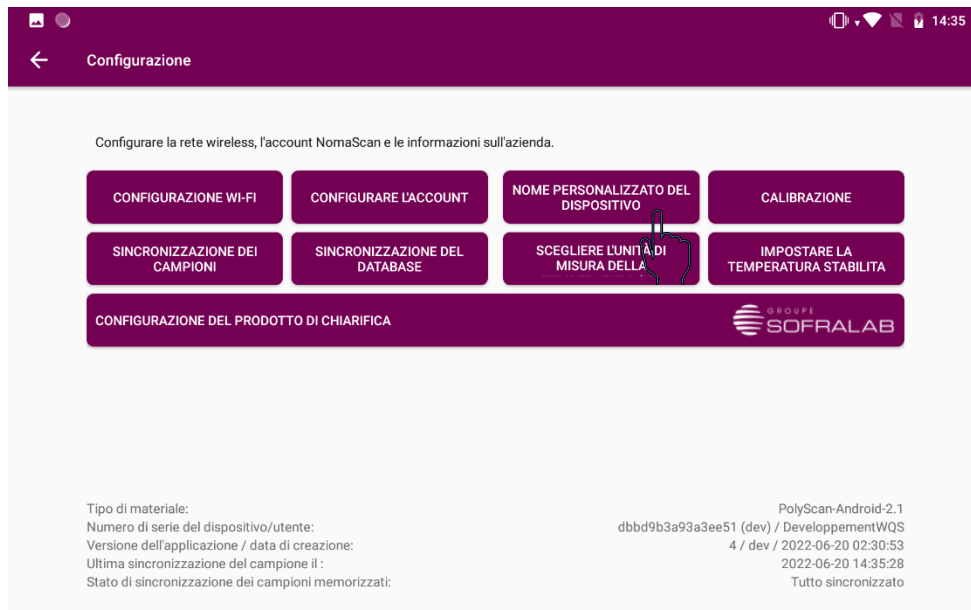 14:35
Configurazione
Configurare la rete wireless, l'account NomaScan e le informazioni sull'azienda.
CONFIGURAZIONE WI-FI
CONFIGURARE L'ACCOUNT
NOME PERSONALIZZATO DEL
DISPOSITIVO
CALIBRAZIONE
SINCRONIZZAZIONE DEI
CAMPIONI
SINCRONIZZAZIONE DEL
DATABASE
SCEGLIERE L'UNITÀ DI
MISURA DELLA
IMPOSTARE LA
TEMPERATURA STABILITA
CONFIGURAZIONE DEL PRODOTTO DI CHIARIFICA
GROUPE
SOFRALAB
Tipo di materiale: PolyScan-Android-2.1
Numero di serie del dispositivo/utente: dbbd9b3a93a3ee51 (dev) / DeveloppementWQS
Versione dell'applicazione / data di creazione: 4 / dev / 2022-06-20 02:30:53
Ultima sincronizzazione del campione il : 2022-06-20 14:35:28
Stato di sincronizzazione dei campioni memorizzati: Tutto sincronizzato